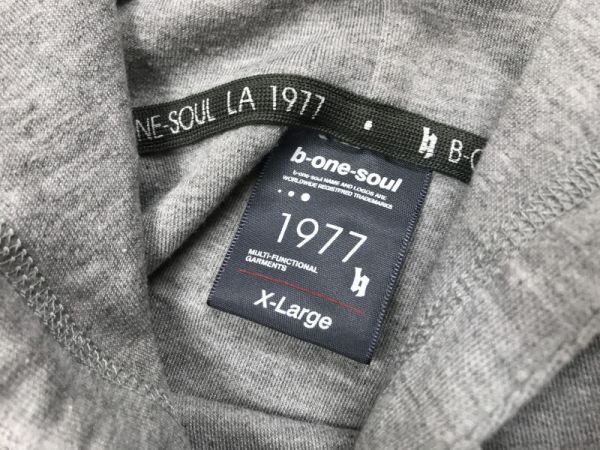 NE-SOUL LA 1977
B-
b-one-soul
b-one soul NAME AND LOGOS ARE
WORLDWIDE REGISTFRED TRADEMARKS
1977
MULTI-FUNCTIONAL
GARMENTS
X-Large